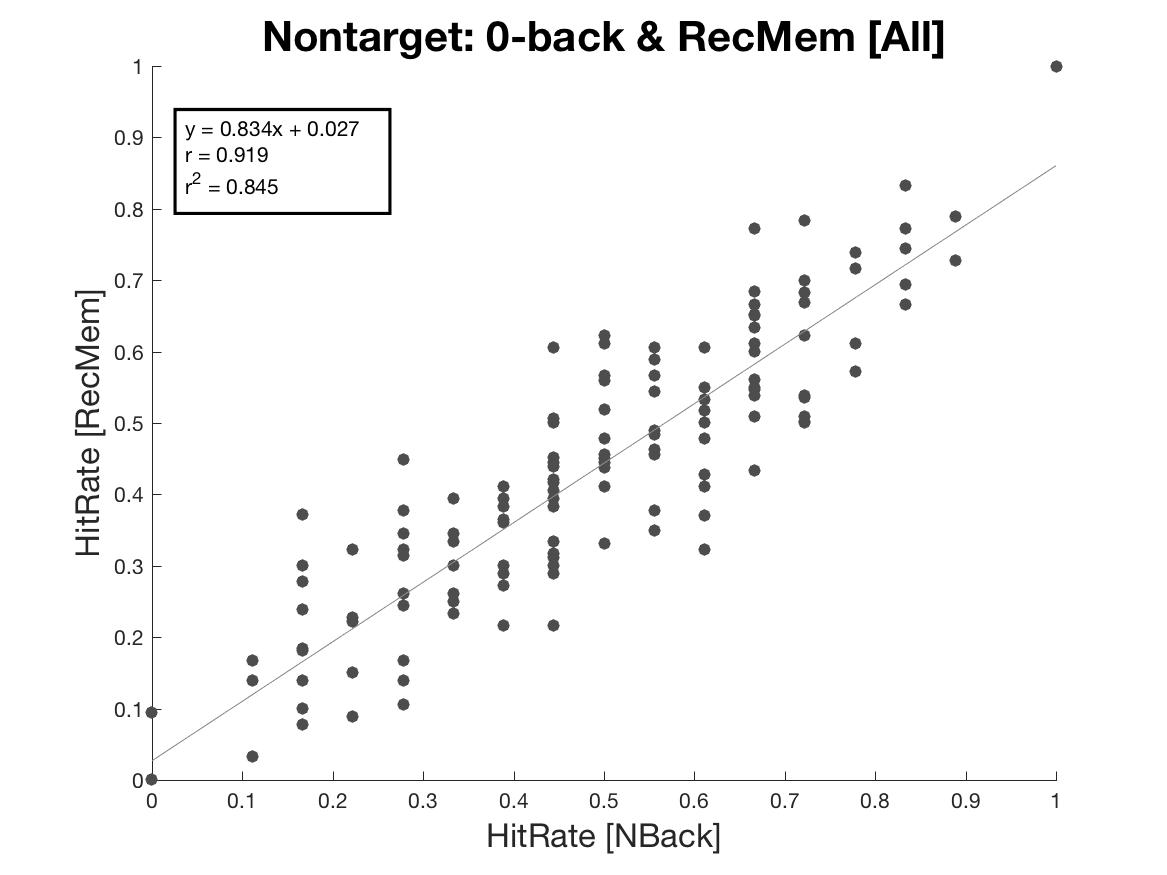 Nontarget: 0-back & RecMem [All]
y = 0.834x + 0.027
r = 0.919
r² = 0.845
HitRate [RecMem]
1
0.9
0.8
0.7
0.6
0.5
0.4
0.3
0.2
0.1
0
0 0.1 0.2 0.3 0.4 0.5 0.6 0.7 0.8 0.9 1
HitRate [NBack]